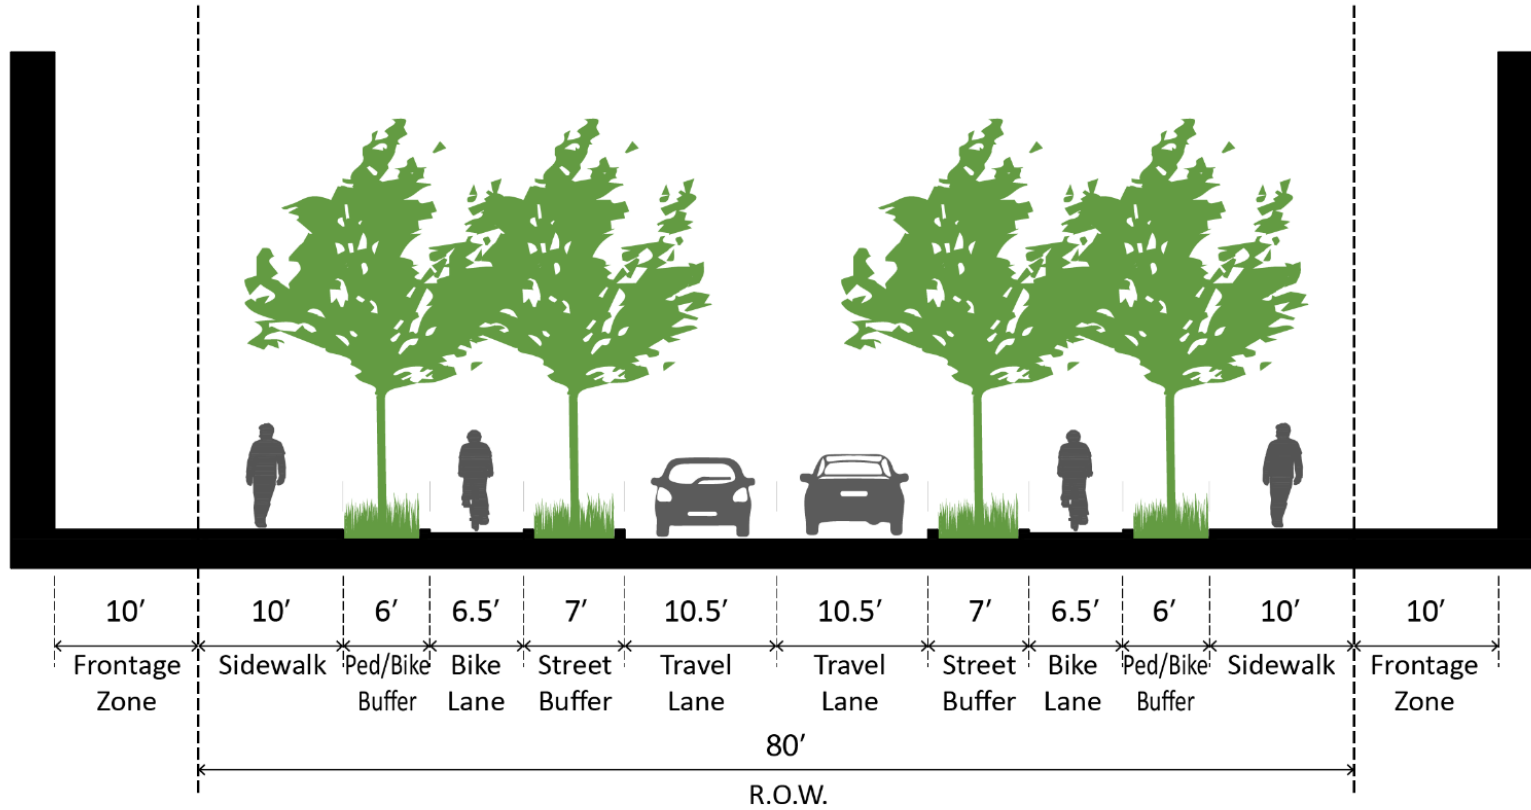 10′ 10′ 6′ 6.5′ 7′ 10.5′ 10.5′ 7′ 6.5′ 6′ 10′ 10′
Frontage Sidewalk Ped/Bike Bike Street Travel Travel Street Bike Ped/Bike Sidewalk Frontage
Zone Buffer Lane Buffer Lane Lane Buffer Lane Buffer Zone
80′
R.O.W.